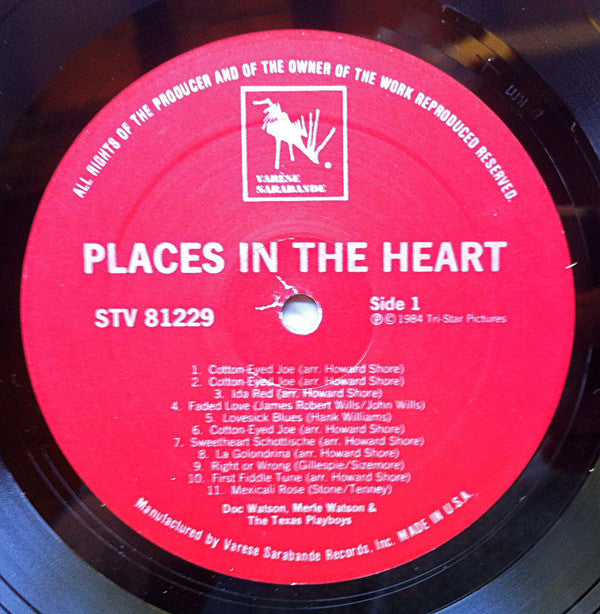 ALL RIGHTS OF THE PRODUCER AND OF THE OWNER OF THE WORK REPRODUCED RESERVED.
VARÈSE
SARABANDE
PLACES IN THE HEART
STV 81229
Side 1
Ⓟ © 1984 Tri-Star Pictures
1. Cotton-Eyed Joe (arr. Howard Shore)
2. Cotton-Eyed Joe (arr. Howard Shore)
3. Ida Red (arr. Howard Shore)
4. Faded Love (James Robert Wills/John Wills)
5. Lovesick Blues (Hank Williams)
6. Cotton-Eyed Joe (arr. Howard Shore)
7. Sweetheart Schottische (arr. Howard Shore)
8. La Golondrina (arr. Howard Shore)
9. Right or Wrong (Gillespie/Sizemore)
10. First Fiddle Tune (arr. Howard Shore)
11. Mexicali Rose (Stone/Tenney)
Doc Watson, Merle Watson &
The Texas Playboys
Manufactured by Varese Sarabande Records, Inc. MADE IN U.S.A.